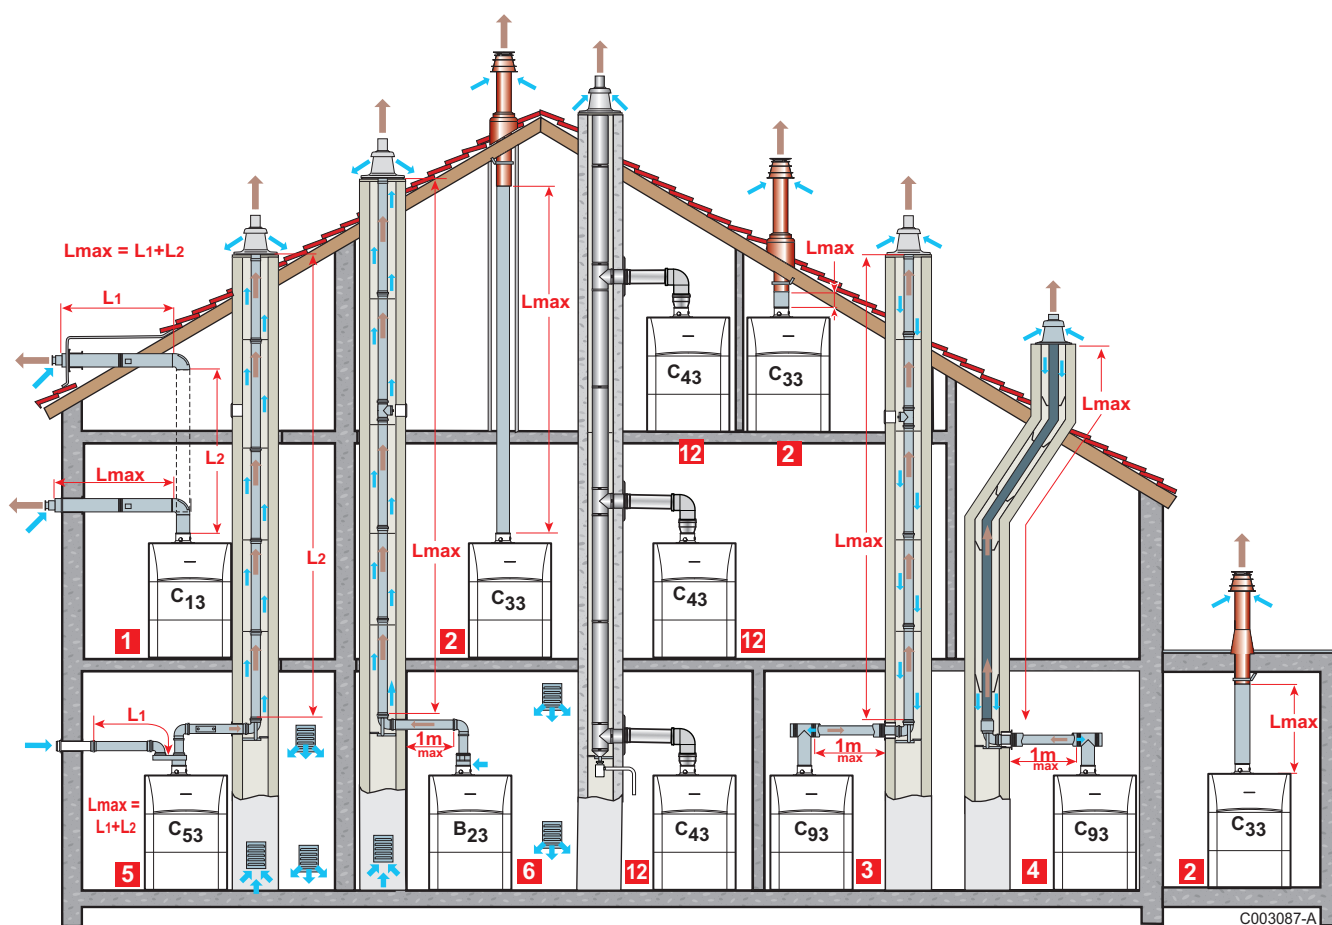 Lmax = L1+L2
L1
Lmax
Lmax
C43
C33
12
2
Lmax
L2
Lmax
Lmax
L2
Lmax
C13
C33
C43
1
2
12
L1
1m
max
1m
max
1m
max
Lmax
Lmax =
L1+L2
C53
B23
C43
C93
C93
C33
5
6
12
3
4
2
C003087-A